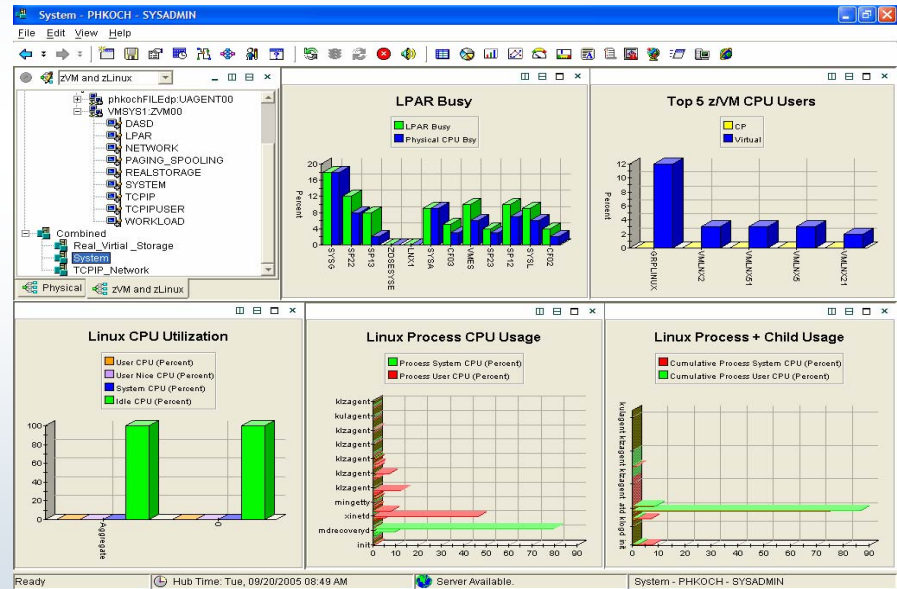 System - PHKOCH - SYSADMIN
File Edit View Help
zVM and zLinux
phkochFILEdp:UAGENT00
VMSYS1:ZVM00
DASD
LPAR
NETWORK
PAGING_SPOOLING
REALSTORAGE
SYSTEM
TCPIP
TCPIPUSER
WORKLOAD
Combined
Real_Virtial _Storage
System
TCPIP_Network
Physical
zVM and zLinux
LPAR Busy
LPAR Busy
Physical CPU Bsy
Percent
20
16
12
8
4
0
SYSG
SP22
SP13
ZOSESYSE
LNX1
SYSA
CF03
VMES
SP23
SP12
SYSL
CF02
Top 5 z/VM CPU Users
CP
Virtual
Percent
12
10
8
6
4
2
0
GRPLINUX
VMLNX2
VMLNX51
VMLNX5
VMLNX21
Linux CPU Utilization
User CPU (Percent)
User Nice CPU (Percent)
System CPU (Percent)
Idle CPU (Percent)
100
80
60
40
20
0
Aggregate
0
Linux Process CPU Usage
Process System CPU (Percent)
Process User CPU (Percent)
klzagent
kulagent
klzagent
klzagent
klzagent
klzagent
klzagent
mingetty
xinetd
mdrecoveryd
init
0 10 20 30 40 50 60 70 80 90
Linux Process + Child Usage
Cumulative Process System CPU (Percent)
Cumulative Process User CPU (Percent)
kulagent klzagent klzagent klzagent atd klogd init
0 10 20 30 40 50 60 70 80 90
Ready
Hub Time: Tue, 09/20/2005 08:49 AM
Server Available.
System - PHKOCH - SYSADMIN